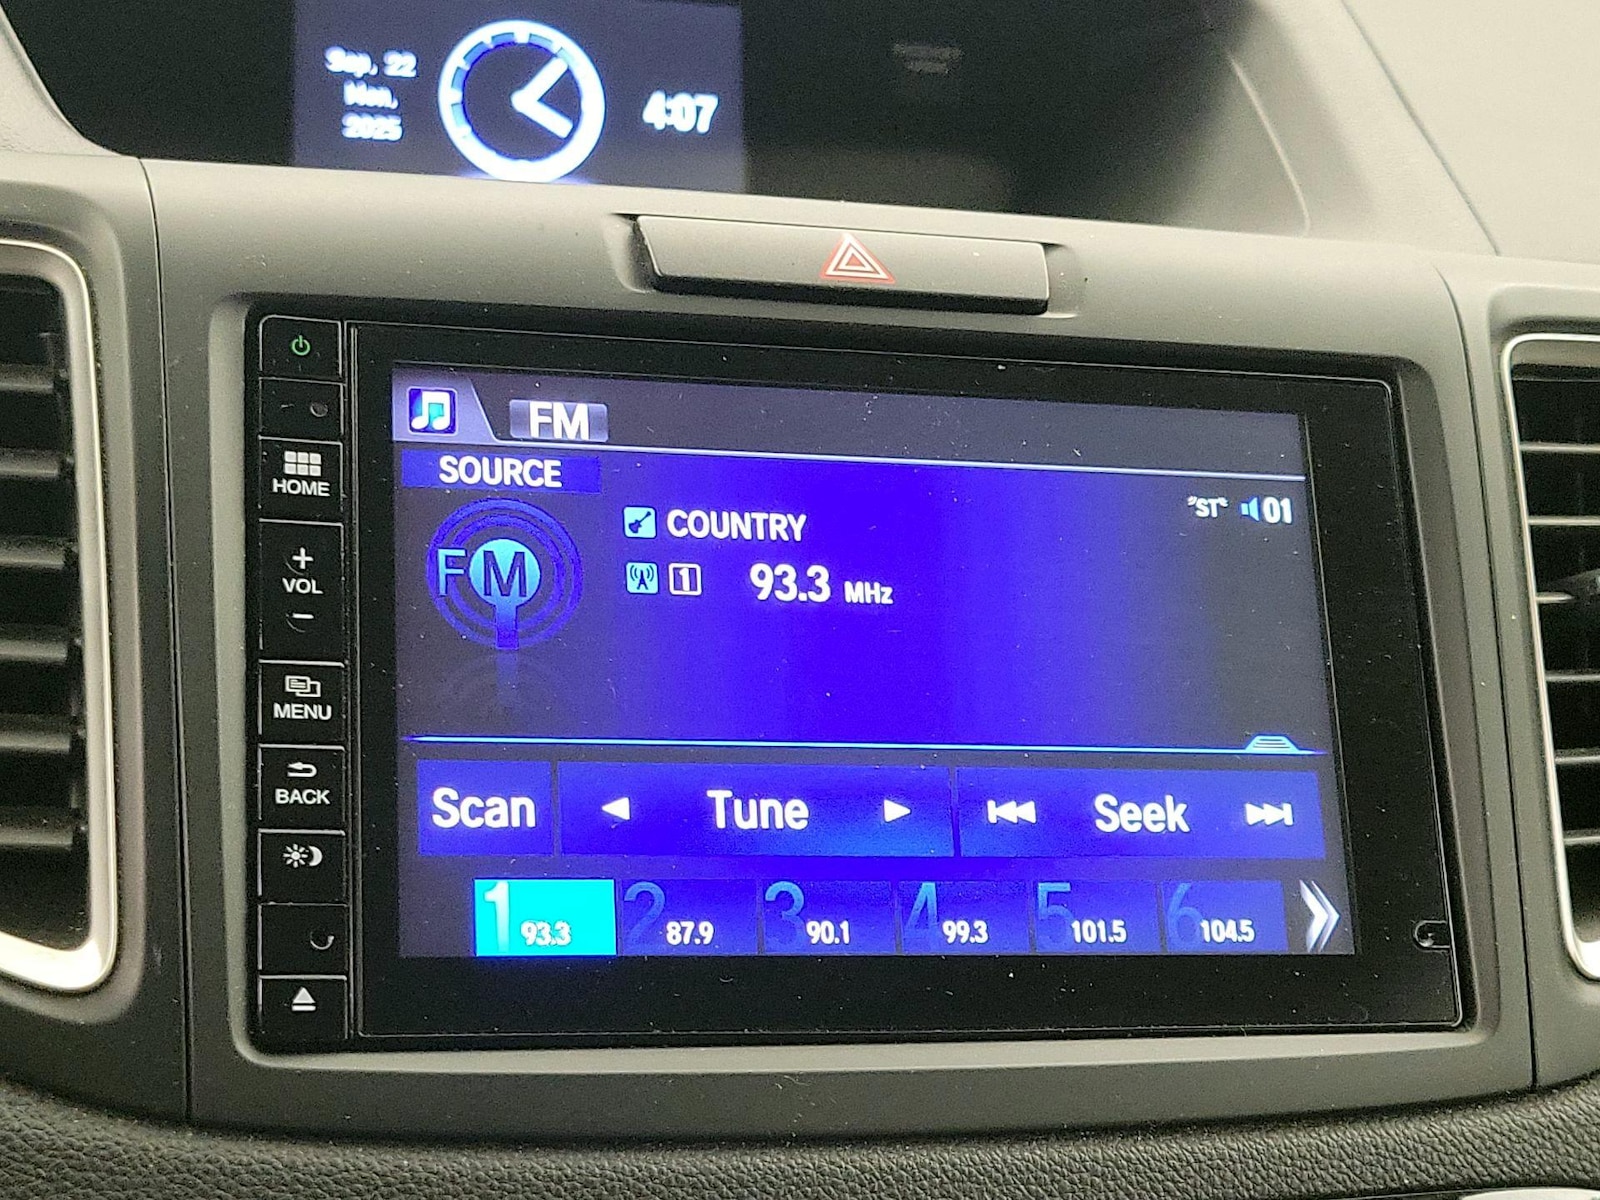 Sep, 22
Mon,
2025
4:07
FM
SOURCE
FM
COUNTRY
"ST" 01
1 93.3 MHz
HOME
+
VOL
−
MENU
BACK
Scan Tune Seek
1 93.3 2 87.9 3 90.1 4 99.3 5 101.5 6 104.5